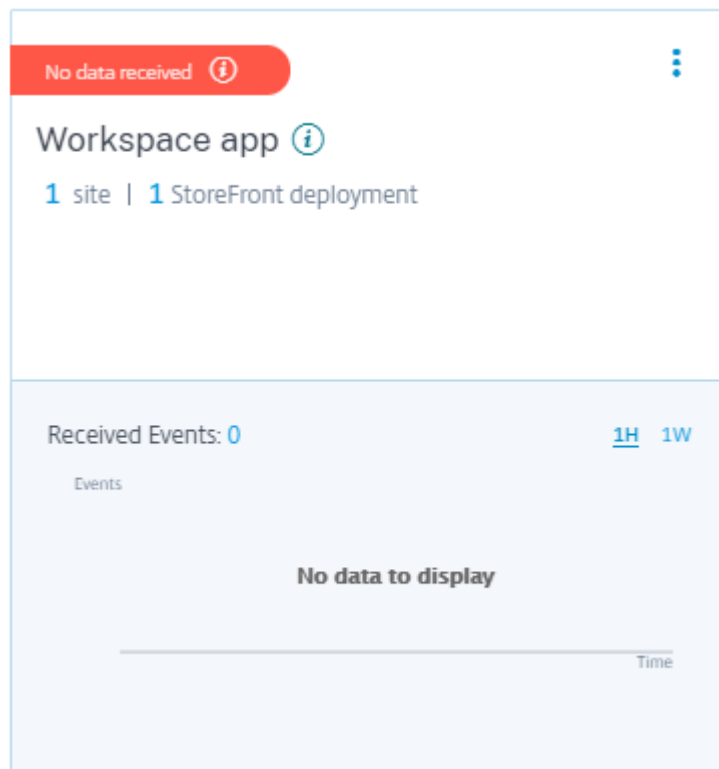 No data received
Workspace app
1 site | 1 StoreFront deployment
Received Events: 0 1H 1W
Events
No data to display
Time